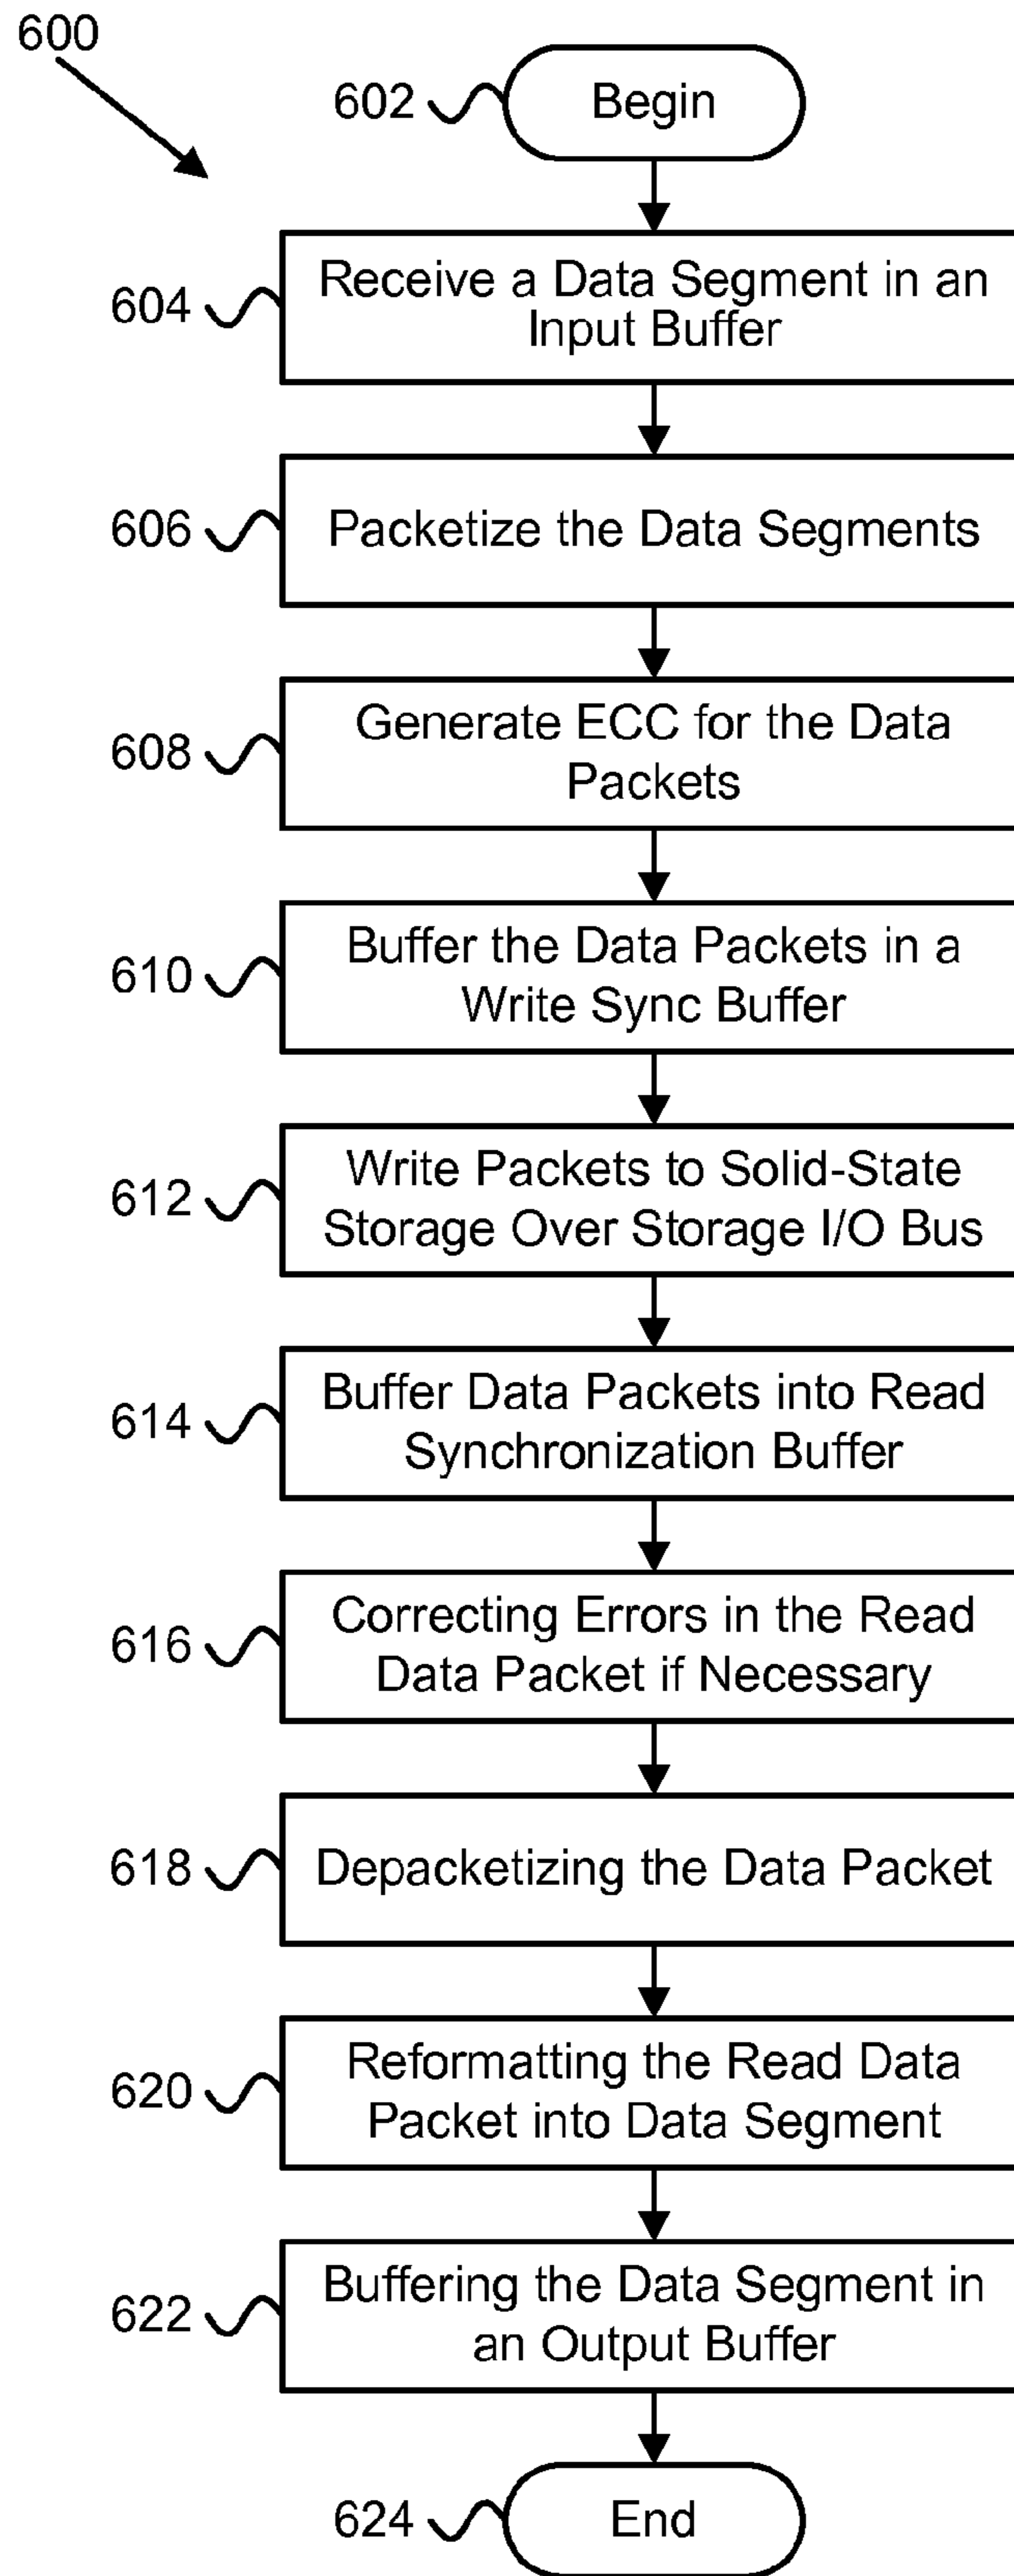 600
602
Begin
604
Receive a Data Segment in an
Input Buffer
606
Packetize the Data Segments
608
Generate ECC for the Data
Packets
610
Buffer the Data Packets in a
Write Sync Buffer
612
Write Packets to Solid-State
Storage Over Storage I/O Bus
614
Buffer Data Packets into Read
Synchronization Buffer
616
Correcting Errors in the Read
Data Packet if Necessary
618
Depacketizing the Data Packet
620
Reformatting the Read Data
Packet into Data Segment
622
Buffering the Data Segment in
an Output Buffer
624
End